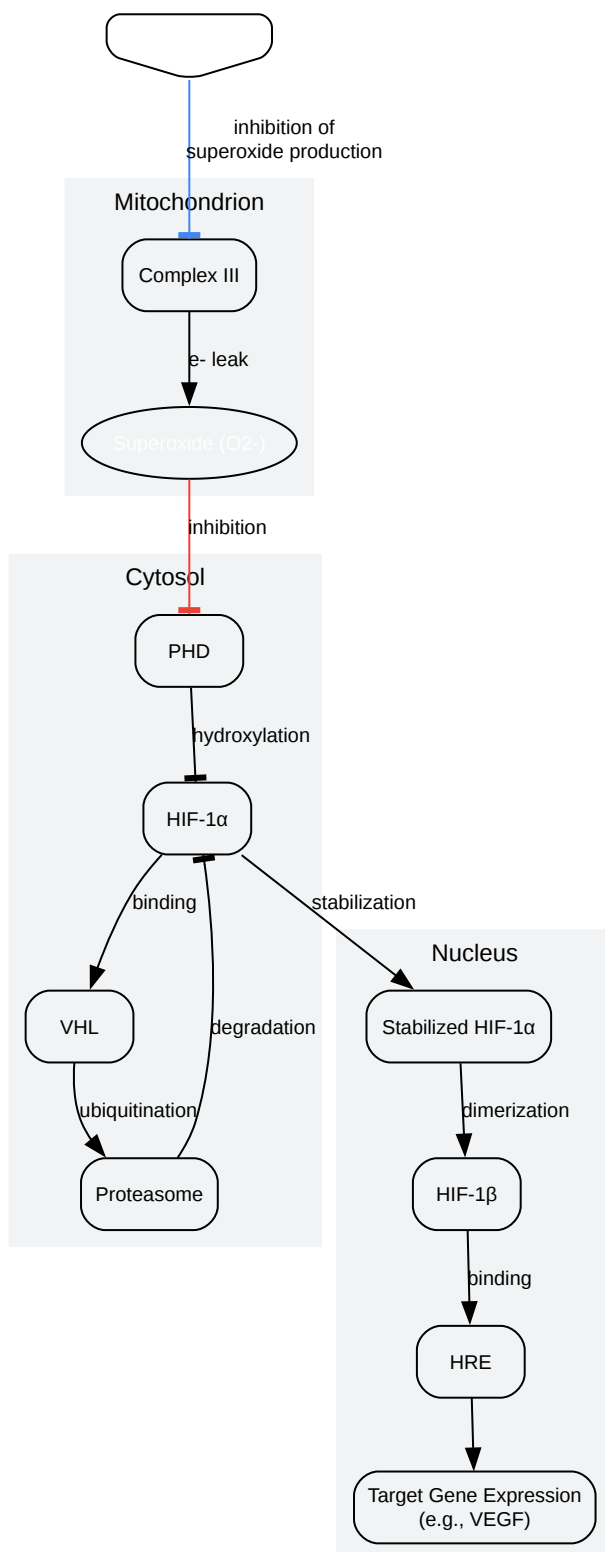 inhibition of
superoxide production
Mitochondrion
Complex III
e- leak
Superoxide (O2-)
inhibition
Cytosol
PHD
hydroxylation
HIF-1α
binding
stabilization
Nucleus
VHL
degradation
Stabilized HIF-1α
ubiquitination
dimerization
Proteasome
HIF-1β
binding
HRE
Target Gene Expression
(e.g., VEGF)